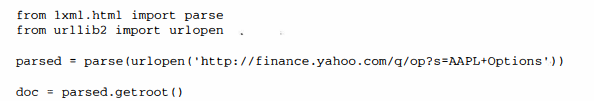 from lxml.html import parse
from urllib2 import urlopen
parsed = parse(urlopen('http://finance.yahoo.com/q/op?s=AAPL+Options'))
doc = parsed.getroot()